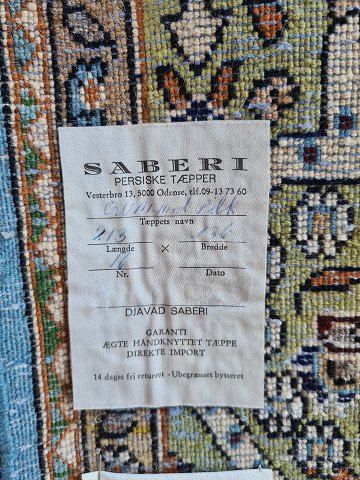 SABERI
PERSISKE TÆPPER
Vesterbro 13, 5000 Odense, tlf. 09-13 73 60
Tæppets navn
213
Længde × Bredde
Nr. Dato
DJAVAD SABERI
GARANTI
ÆGTE HÅNDKNYTTET TÆPPE
DIREKTE IMPORT
14 dages fri returret - Ubegrænset bytteret